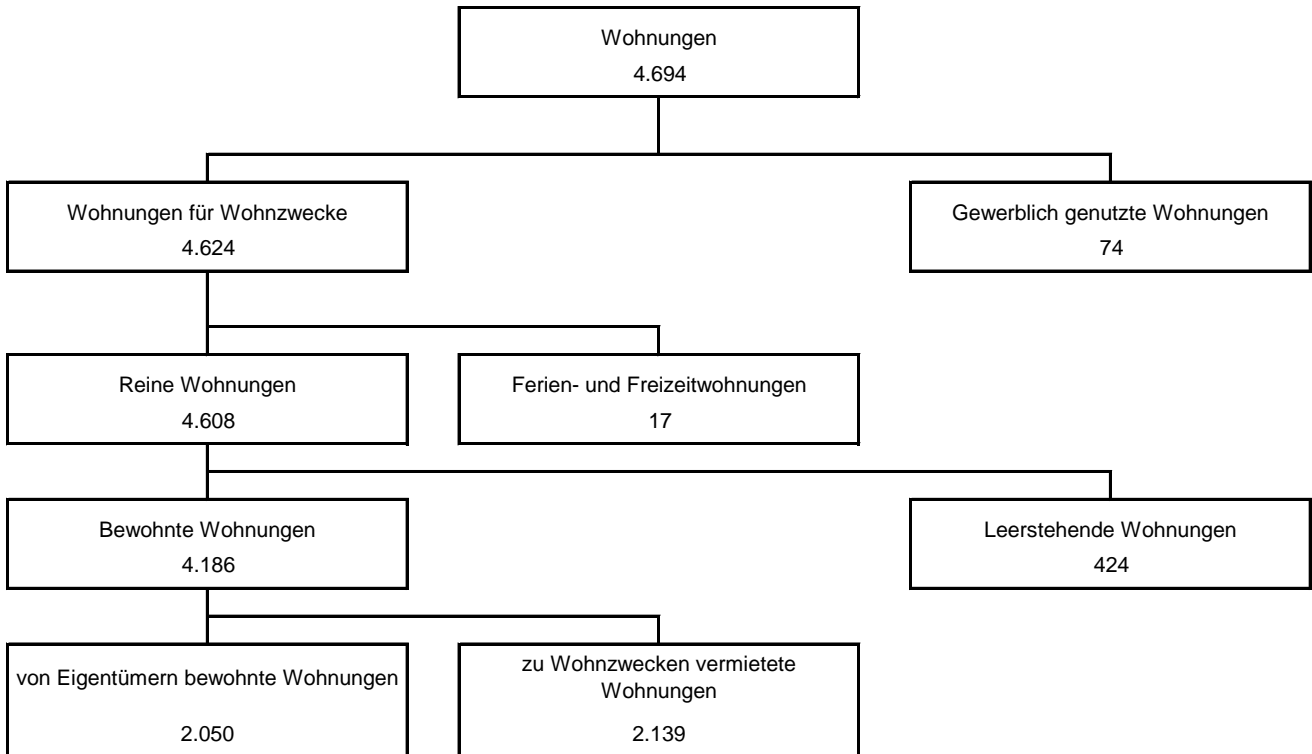 Wohnungen
4.694
Wohnungen für Wohnzwecke
4.624
Gewerblich genutzte Wohnungen
74
Reine Wohnungen
4.608
Ferien- und Freizeitwohnungen
17
Bewohnte Wohnungen
4.186
Leerstehende Wohnungen
424
von Eigentümern bewohnte Wohnungen
2.050
zu Wohnzwecken vermietete
Wohnungen
2.139